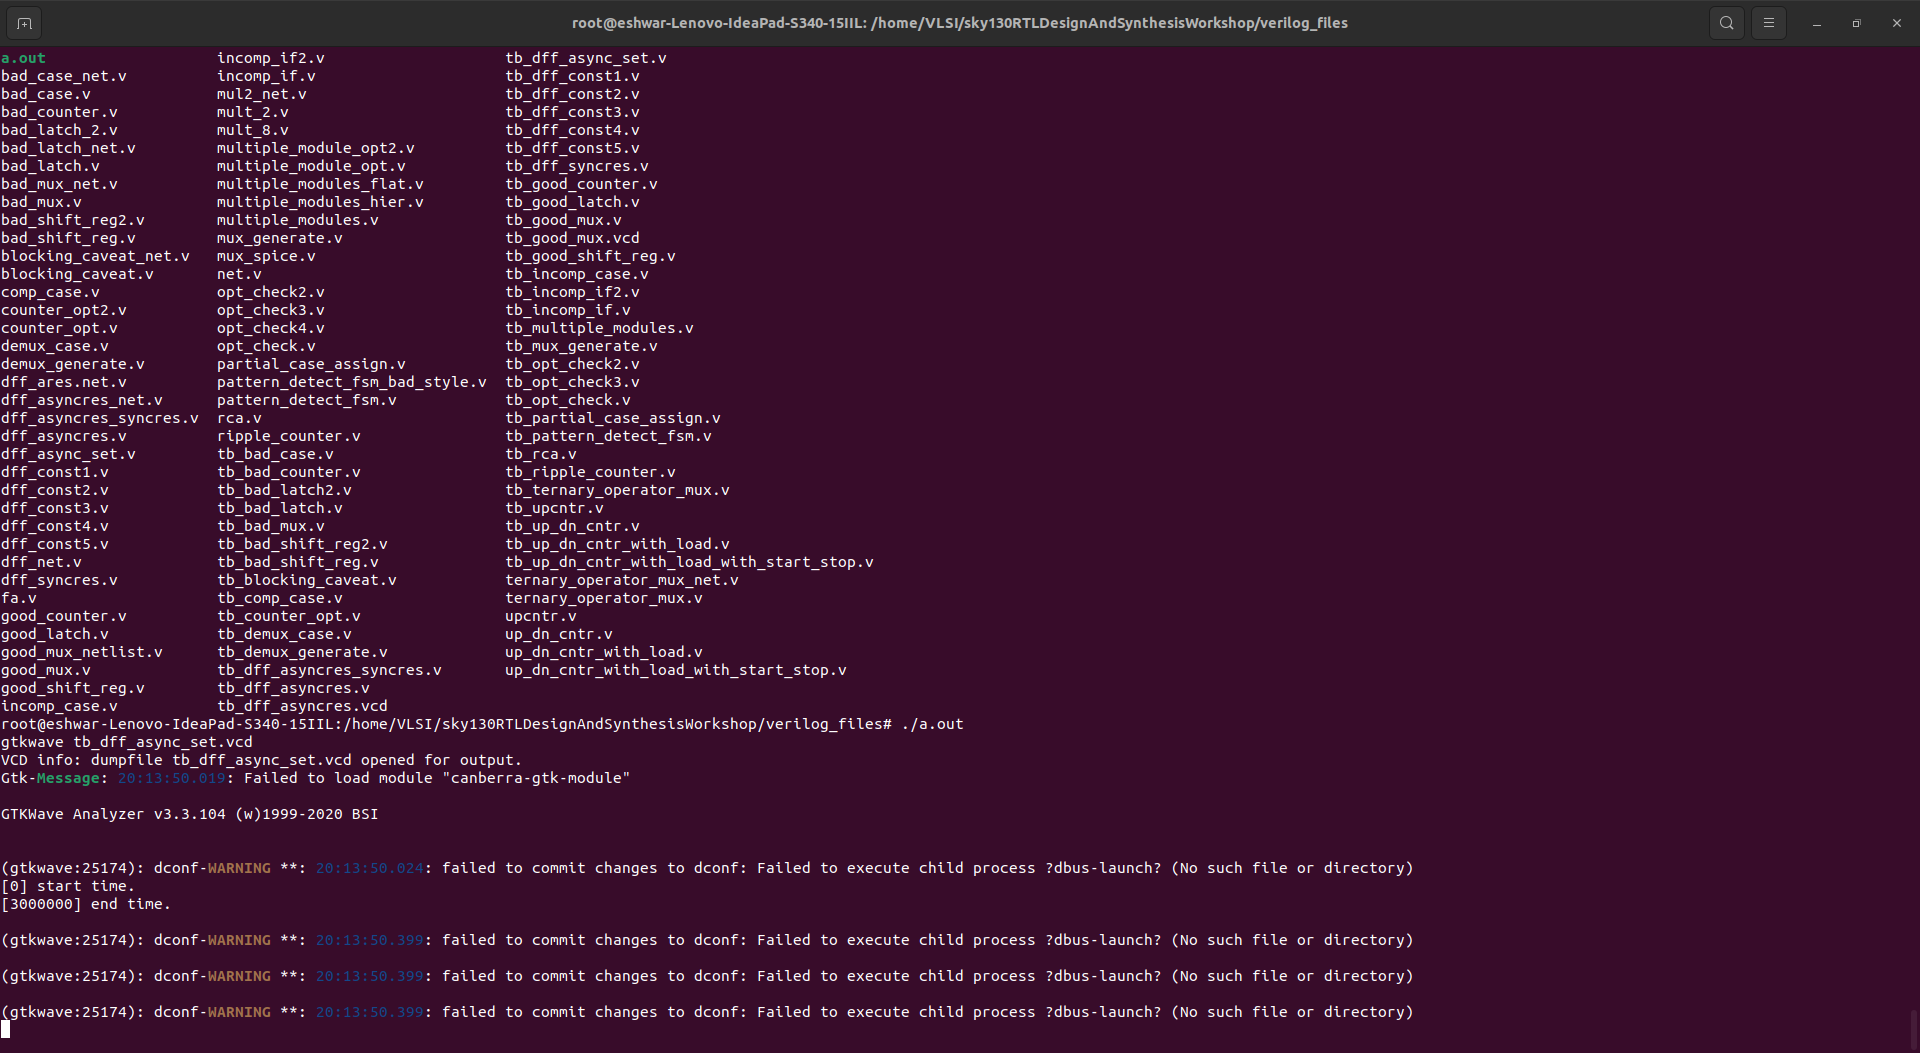 root@eshwar-Lenovo-IdeaPad-S340-15IIL: /home/VLSI/sky130RTLDesignAndSynthesisWorkshop/verilog_files
a.out incomp_if2.v tb_dff_async_set.v
bad_case_net.v incomp_if.v tb_dff_const1.v
bad_case.v mul2_net.v tb_dff_const2.v
bad_counter.v mult_2.v tb_dff_const3.v
bad_latch_2.v mult_8.v tb_dff_const4.v
bad_latch_net.v multiple_module_opt2.v tb_dff_const5.v
bad_latch.v multiple_module_opt.v tb_dff_syncres.v
bad_mux_net.v multiple_modules_flat.v tb_good_counter.v
bad_mux.v multiple_modules_hier.v tb_good_latch.v
bad_shift_reg2.v multiple_modules.v tb_good_mux.v
bad_shift_reg.v mux_generate.v tb_good_mux.vcd
blocking_caveat_net.v mux_spice.v tb_good_shift_reg.v
blocking_caveat.v net.v tb_incomp_case.v
comp_case.v opt_check2.v tb_incomp_if2.v
counter_opt2.v opt_check3.v tb_incomp_if.v
counter_opt.v opt_check4.v tb_multiple_modules.v
demux_case.v opt_check.v tb_mux_generate.v
demux_generate.v partial_case_assign.v tb_opt_check2.v
dff_ares.net.v pattern_detect_fsm_bad_style.v tb_opt_check3.v
dff_asyncres_net.v pattern_detect_fsm.v tb_opt_check.v
dff_asyncres_syncres.v rca.v tb_partial_case_assign.v
dff_asyncres.v ripple_counter.v tb_pattern_detect_fsm.v
dff_async_set.v tb_bad_case.v tb_rca.v
dff_const1.v tb_bad_counter.v tb_ripple_counter.v
dff_const2.v tb_bad_latch2.v tb_ternary_operator_mux.v
dff_const3.v tb_bad_latch.v tb_upcntr.v
dff_const4.v tb_bad_mux.v tb_up_dn_cntr.v
dff_const5.v tb_bad_shift_reg2.v tb_up_dn_cntr_with_load.v
dff_net.v tb_bad_shift_reg.v tb_up_dn_cntr_with_load_with_start_stop.v
dff_syncres.v tb_blocking_caveat.v ternary_operator_mux_net.v
fa.v tb_comp_case.v ternary_operator_mux.v
good_counter.v tb_counter_opt.v upcntr.v
good_latch.v tb_demux_case.v up_dn_cntr.v
good_mux_netlist.v tb_demux_generate.v up_dn_cntr_with_load.v
good_mux.v tb_dff_asyncres_syncres.v up_dn_cntr_with_load_with_start_stop.v
good_shift_reg.v tb_dff_asyncres.v
incomp_case.v tb_dff_asyncres.vcd
root@eshwar-Lenovo-IdeaPad-S340-15IIL:/home/VLSI/sky130RTLDesignAndSynthesisWorkshop/verilog_files# ./a.out
gtkwave tb_dff_async_set.vcd
VCD info: dumpfile tb_dff_async_set.vcd opened for output.
Gtk-Message: 20:13:50.019: Failed to load module "canberra-gtk-module"
GTKWave Analyzer v3.3.104 (w)1999-2020 BSI
(gtkwave:25174): dconf-WARNING **: 20:13:50.024: failed to commit changes to dconf: Failed to execute child process ?dbus-launch? (No such file or directory)
[0] start time.
[3000000] end time.
(gtkwave:25174): dconf-WARNING **: 20:13:50.399: failed to commit changes to dconf: Failed to execute child process ?dbus-launch? (No such file or directory)
(gtkwave:25174): dconf-WARNING **: 20:13:50.399: failed to commit changes to dconf: Failed to execute child process ?dbus-launch? (No such file or directory)
(gtkwave:25174): dconf-WARNING **: 20:13:50.399: failed to commit changes to dconf: Failed to execute child process ?dbus-launch? (No such file or directory)